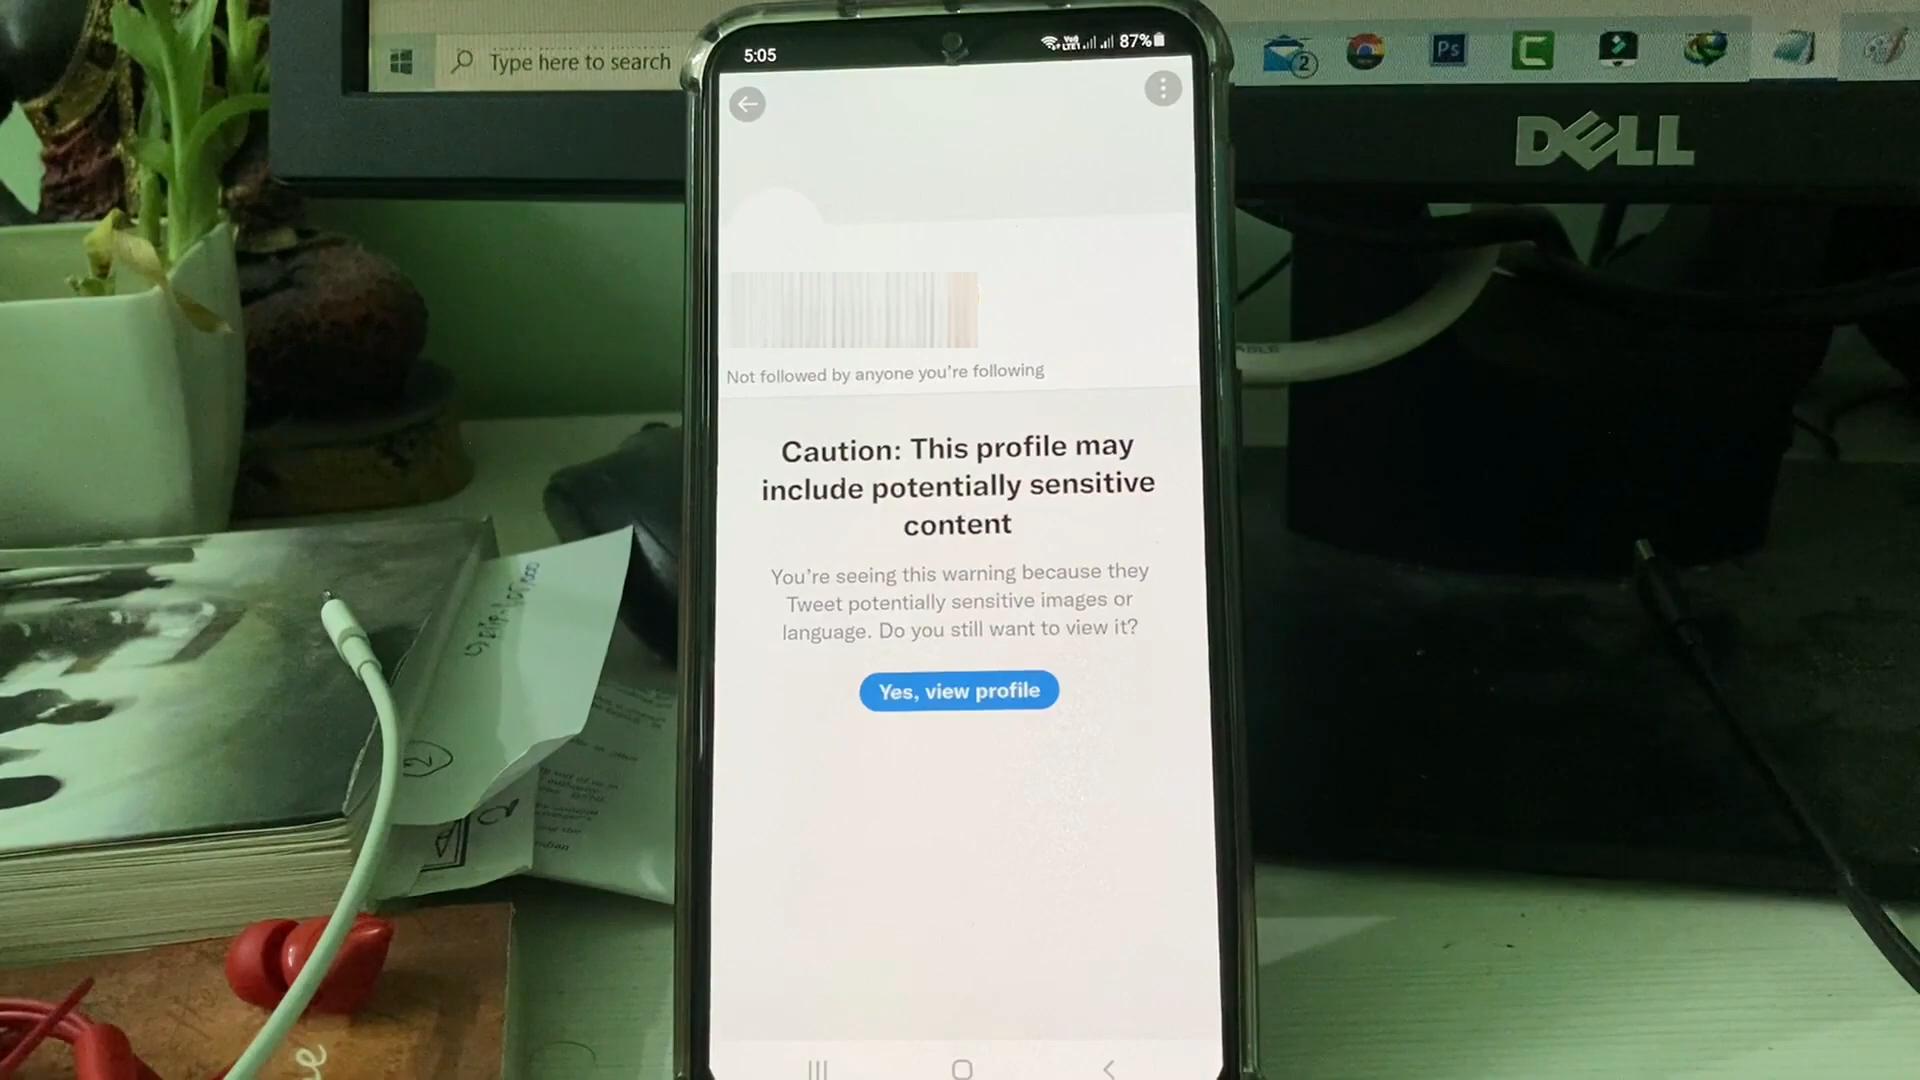 Type here to search
2
Ps
DELL
5:05
87%
Not followed by anyone you're following
Caution: This profile may
include potentially sensitive
content
You're seeing this warning because they
Tweet potentially sensitive images or
language. Do you still want to view it?
Yes, view profile
2